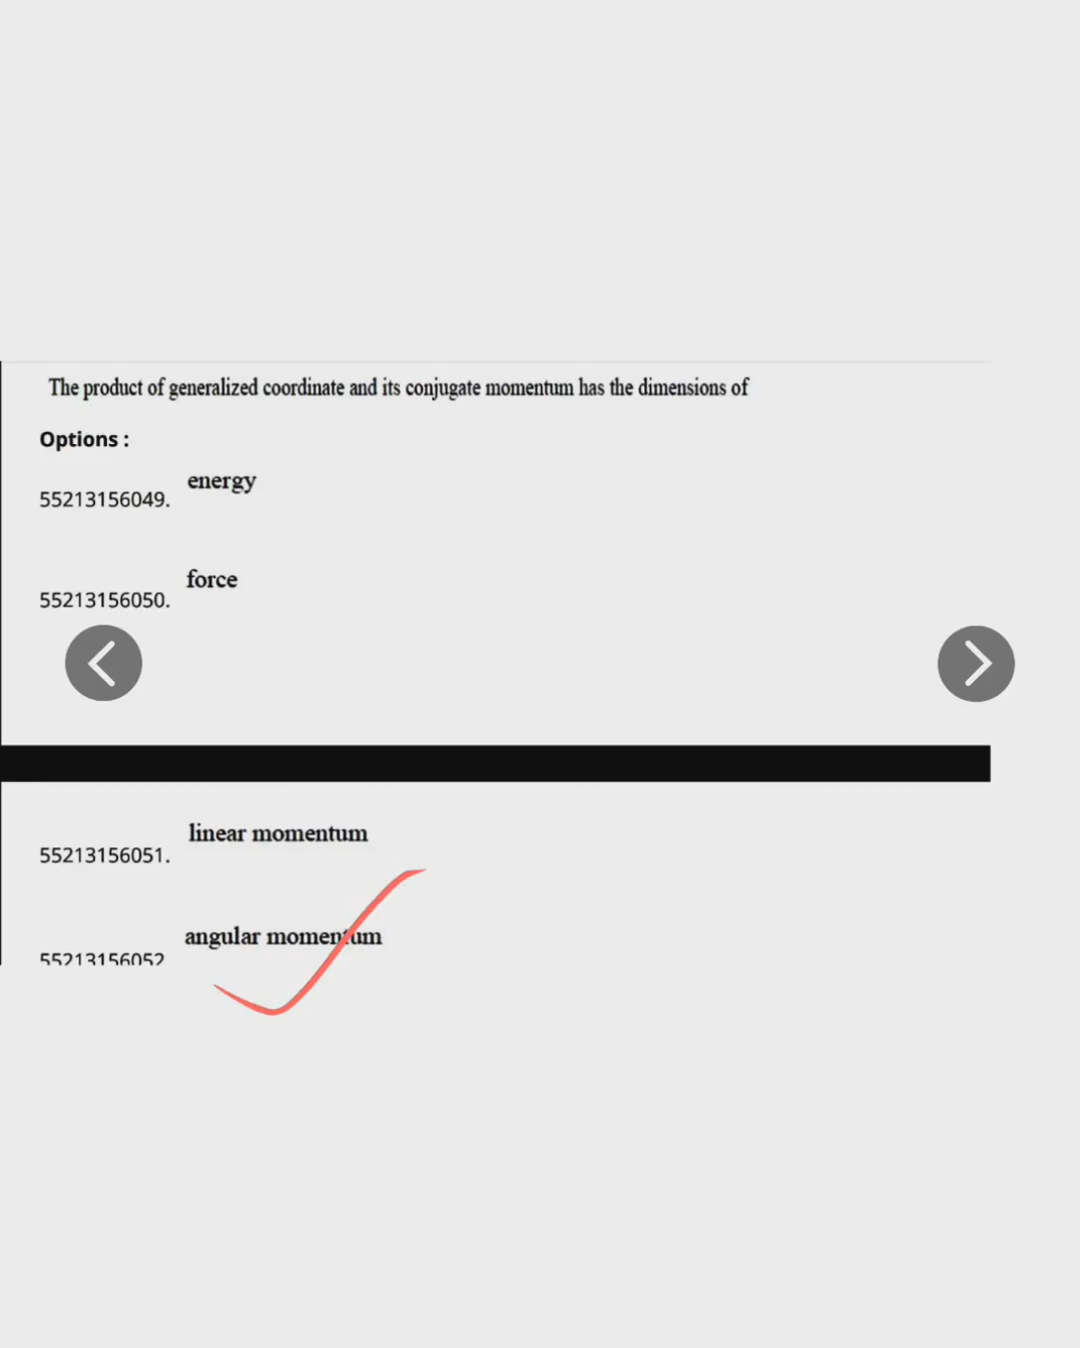 The product of generalized coordinate and its conjugate momentum has the dimensions of
Options :
energy
55213156049.
force
55213156050.
linear momentum
55213156051.
angular momentum
55213156052